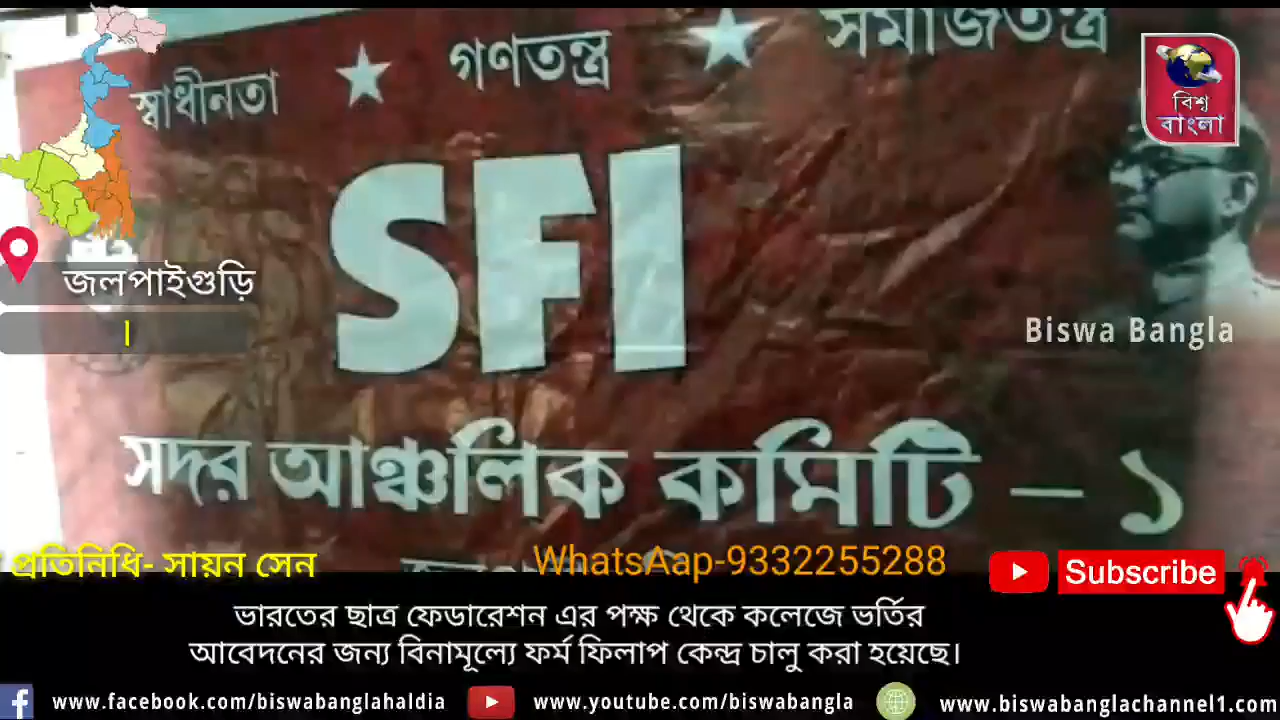 স্বাধীনতা ★ গণতন্ত্র ★ সমাজতন্ত্র
বিশ্ব
বাংলা
SFI
জলপাইগুড়ি
।
Biswa Bangla
সদর আঞ্চলিক কমিটি – ১
প্রতিনিধি- সায়ন সেন
WhatsAap-9332255288
Subscribe
ভারতের ছাত্র ফেডারেশন এর পক্ষ থেকে কলেজে ভর্তির
আবেদনের জন্য বিনামূল্যে ফর্ম ফিলাপ কেন্দ্র চালু করা হয়েছে।
www.facebook.com/biswabanglahaldia
www.youtube.com/biswabangla
www.biswabanglachannel1.com